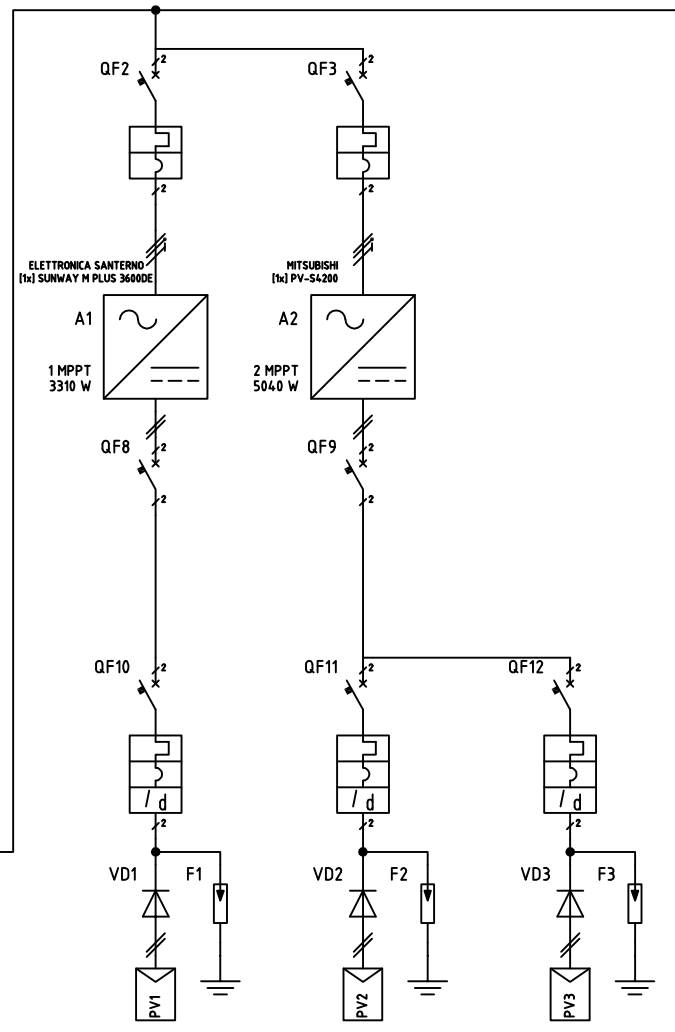 QF2
2
QF3
2
2
2
ELETTRONICA SANTERNO
[1x] SUNWAY M PLUS 3600DE
MITSUBISHI
[1x] PV-S4200
A1
A2
1 MPPT
3310 W
2 MPPT
5040 W
QF8
2
QF9
2
2
2
QF10
2
QF11
2
QF12
2
I d
I d
I d
2
2
2
VD1
F1
VD2
F2
VD3
F3
PV1
PV2
PV3